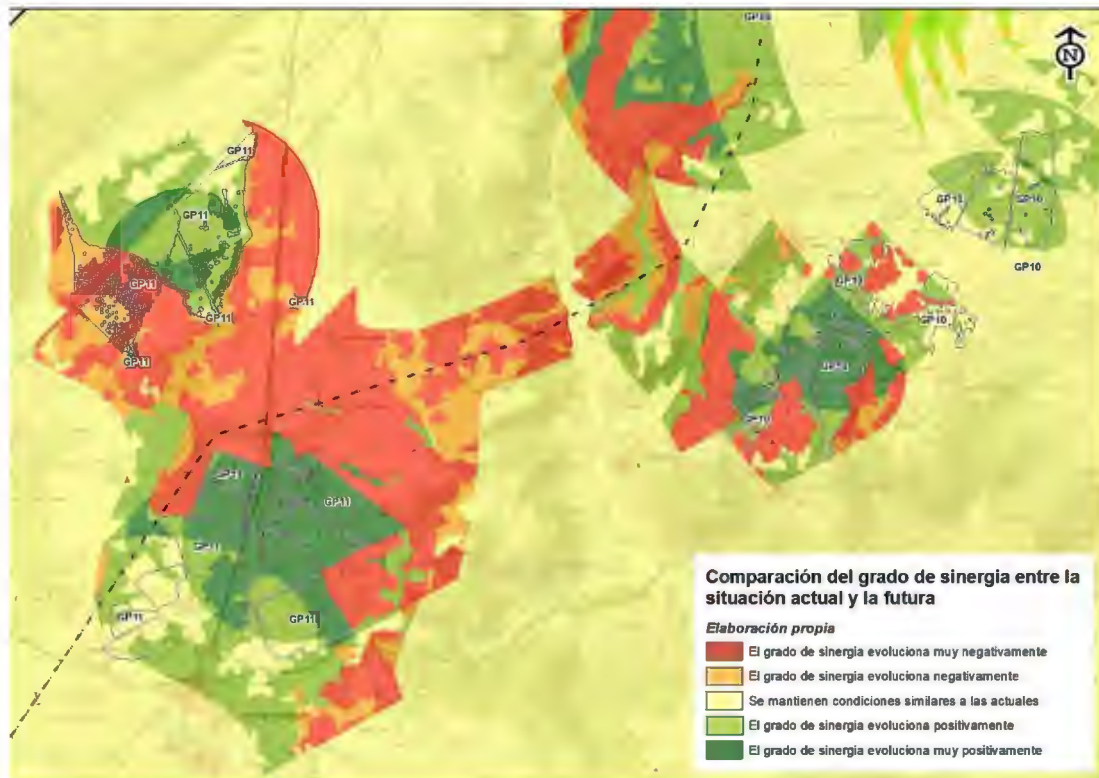 GP11
GP11
GP11
GP11
GP11
GP11
GP11
GP11
GP11
GP11
GP11
N
GP10
GP10
GP10
GP10
GP10
Comparación del grado de sinergia entre la
situación actual y la futura
Elaboración propia
El grado de sinergia evoluciona muy negativamente
El grado de sinergia evoluciona negativamente
Se mantienen condiciones similares a las actuales
El grado de sinergia evoluciona positivamente
El grado de sinergia evoluciona muy positivamente